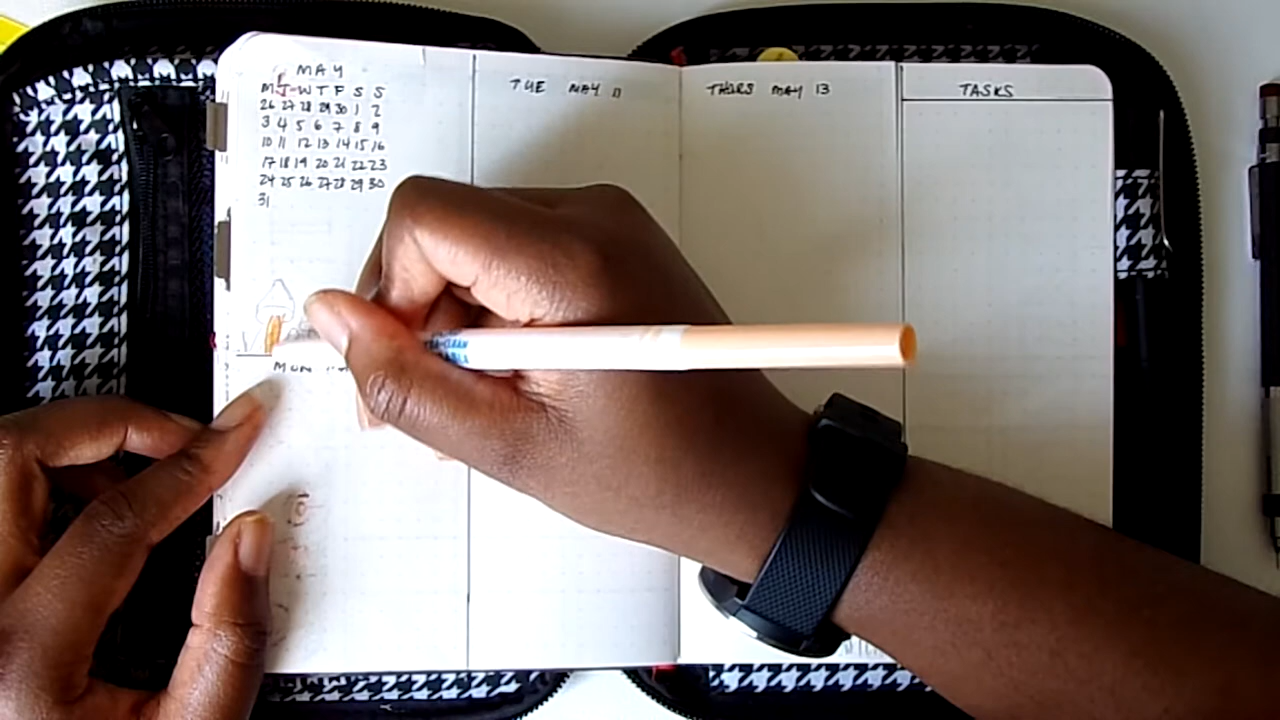 MAY
M T W T F S S
26 27 28 29 30 1 2
3 4 5 6 7 8 9
10 11 12 13 14 15 16
17 18 19 20 21 22 23
24 25 26 27 28 29 30
31
MON
TUE MAY 11
THURS MAY 13
TASKS